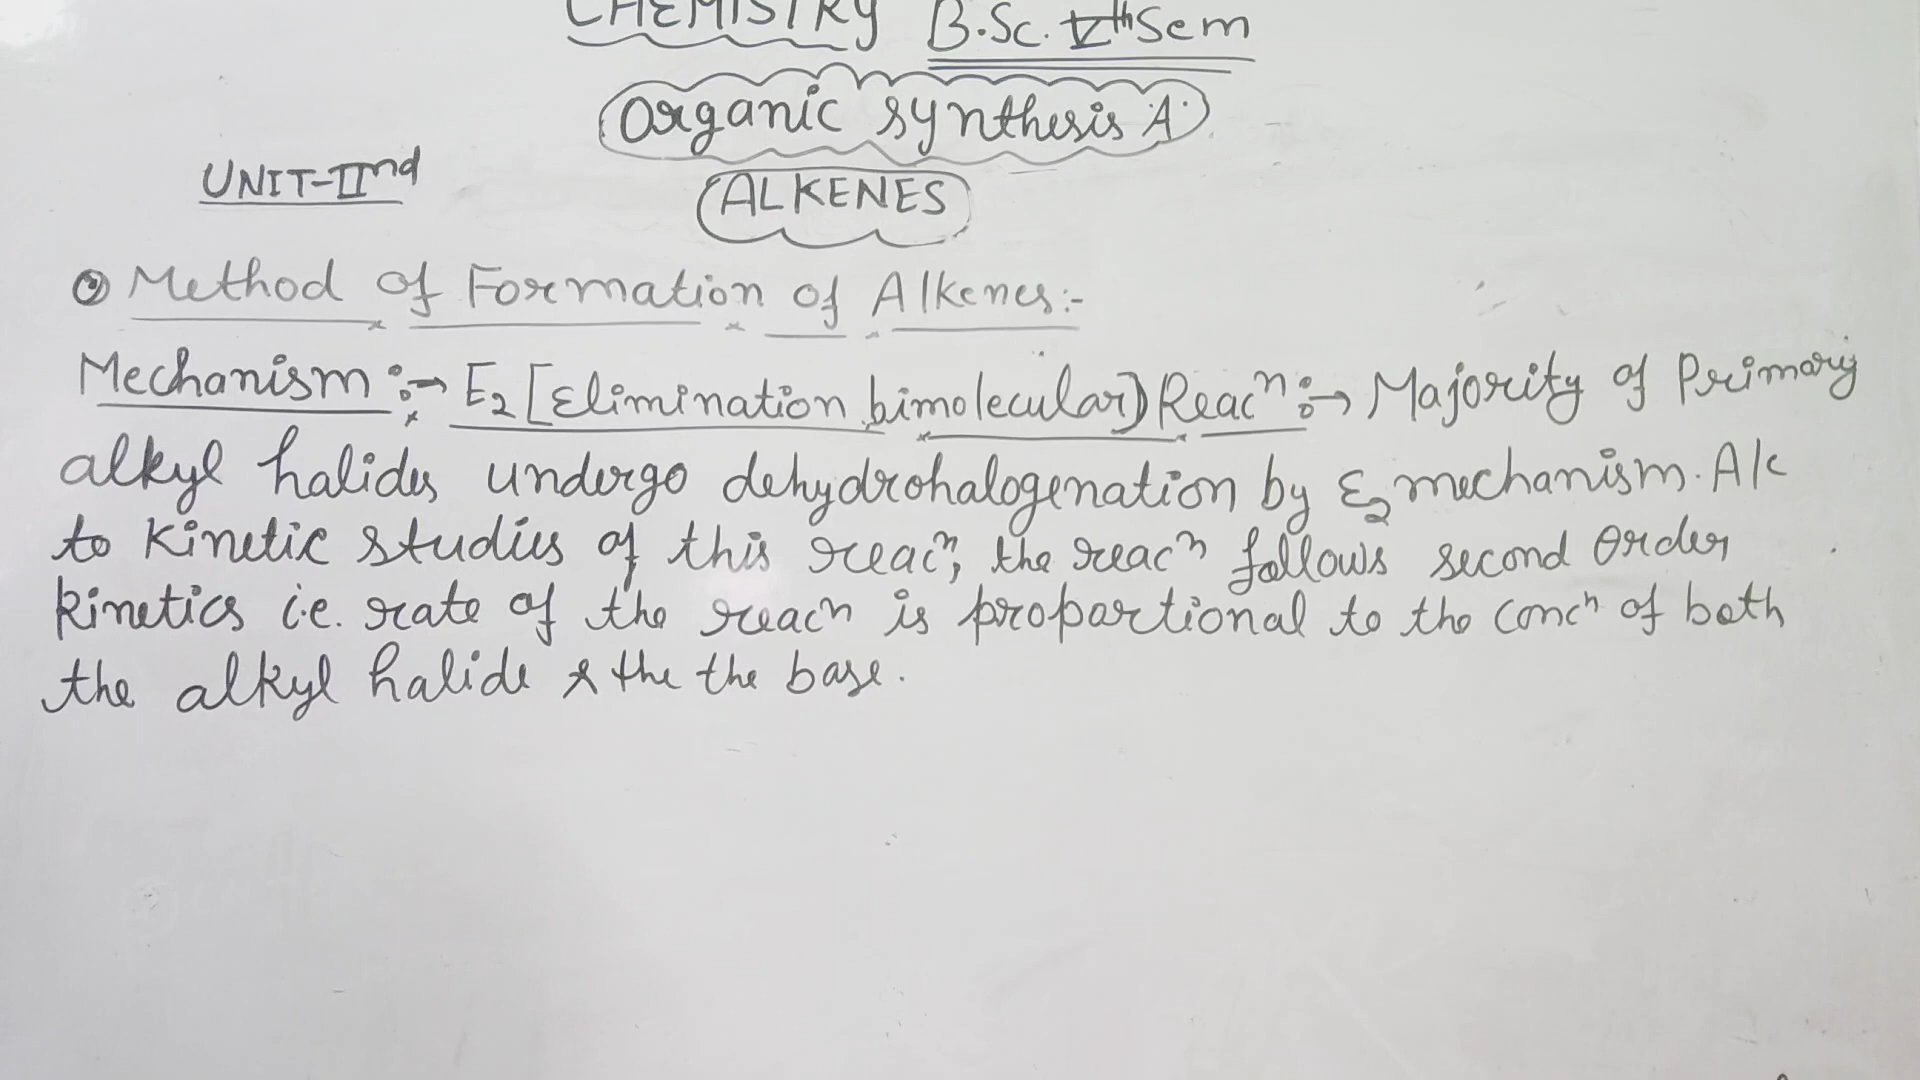 CHEMISTRY B.Sc. Vth Sem
Organic synthesis A
UNIT-IInd
ALKENES
Method of Formation of Alkenes:-
Mechanism :→ E2 [Elimination bimolecular) Reacn :→ Majority of Primary
alkyl halides undergo dehydrohalogenation by E2 mechanism. A/c
to kinetic studies of this reacn, the reacn follows second order
kinetics i.e. rate of the reacn is proportional to the concn of both
the alkyl halide & the the base.